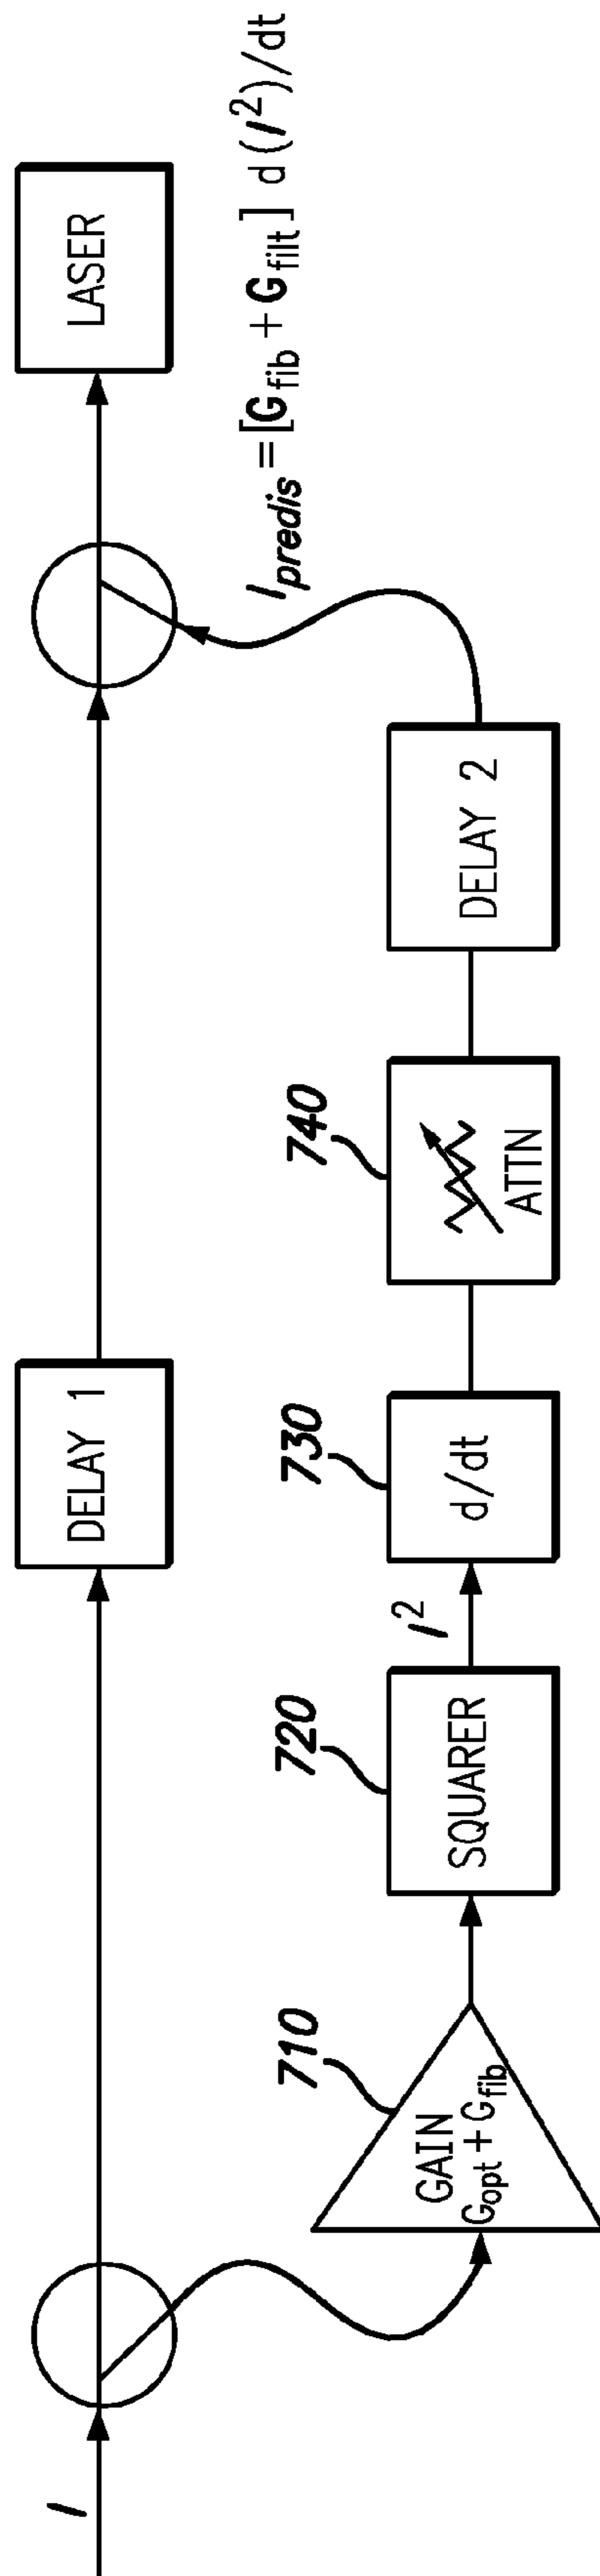 I
DELAY 1
LASER
I_predis = [G_fib + G_filt] d(I²)/dt
710
GAIN
G_opt + G_fib
720
SQUARER
I²
730
d/dt
740
ATTN
DELAY 2